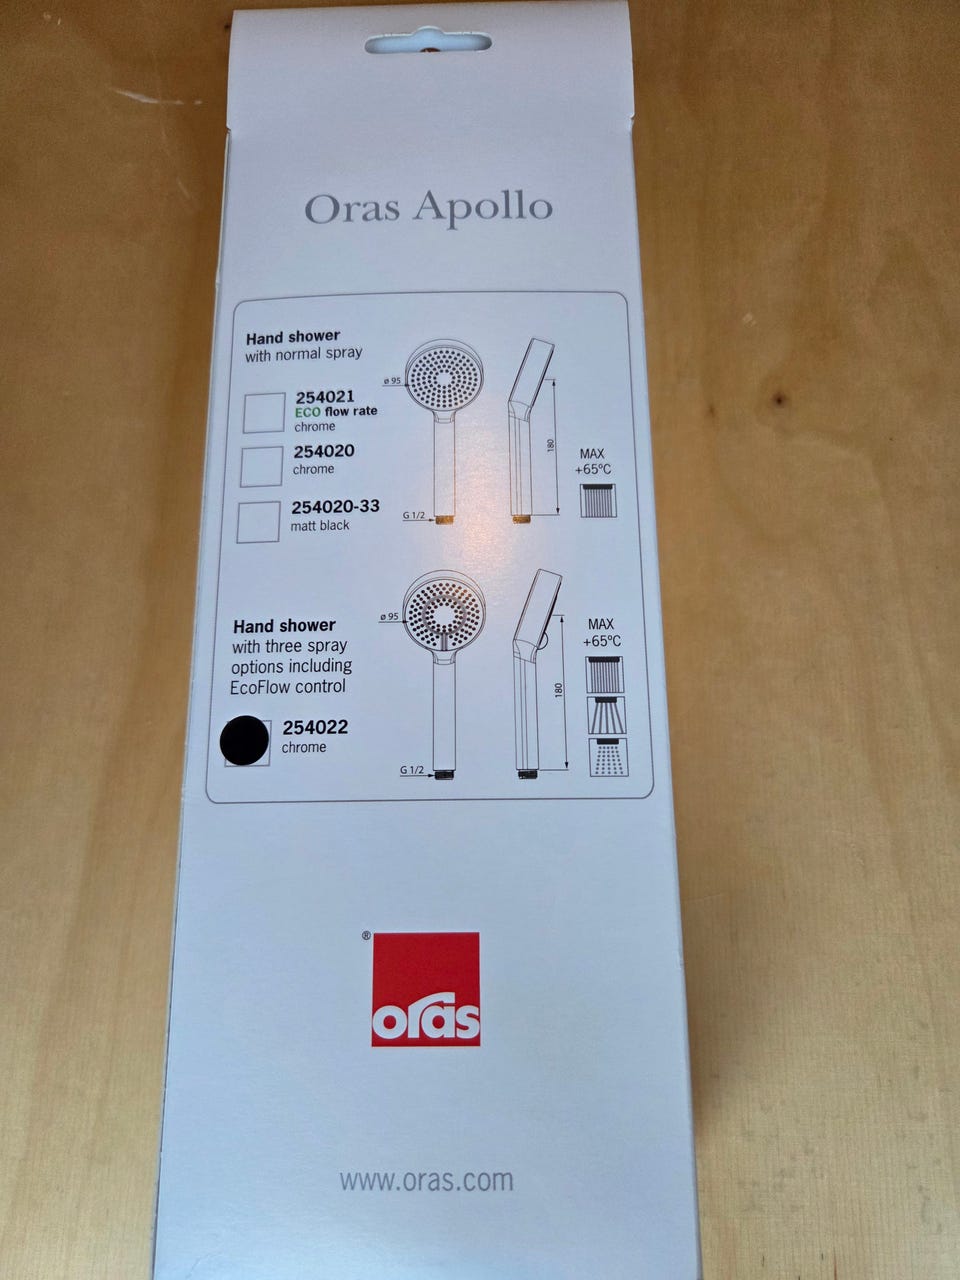 Oras Apollo
Hand shower
with normal spray
254021
ECO flow rate
chrome
254020
chrome
254020-33
matt black
ø 95
G 1/2
180
MAX
+65ºC
Hand shower
with three spray
options including
EcoFlow control
254022
chrome
ø 95
G 1/2
180
MAX
+65ºC
®
oras
www.oras.com